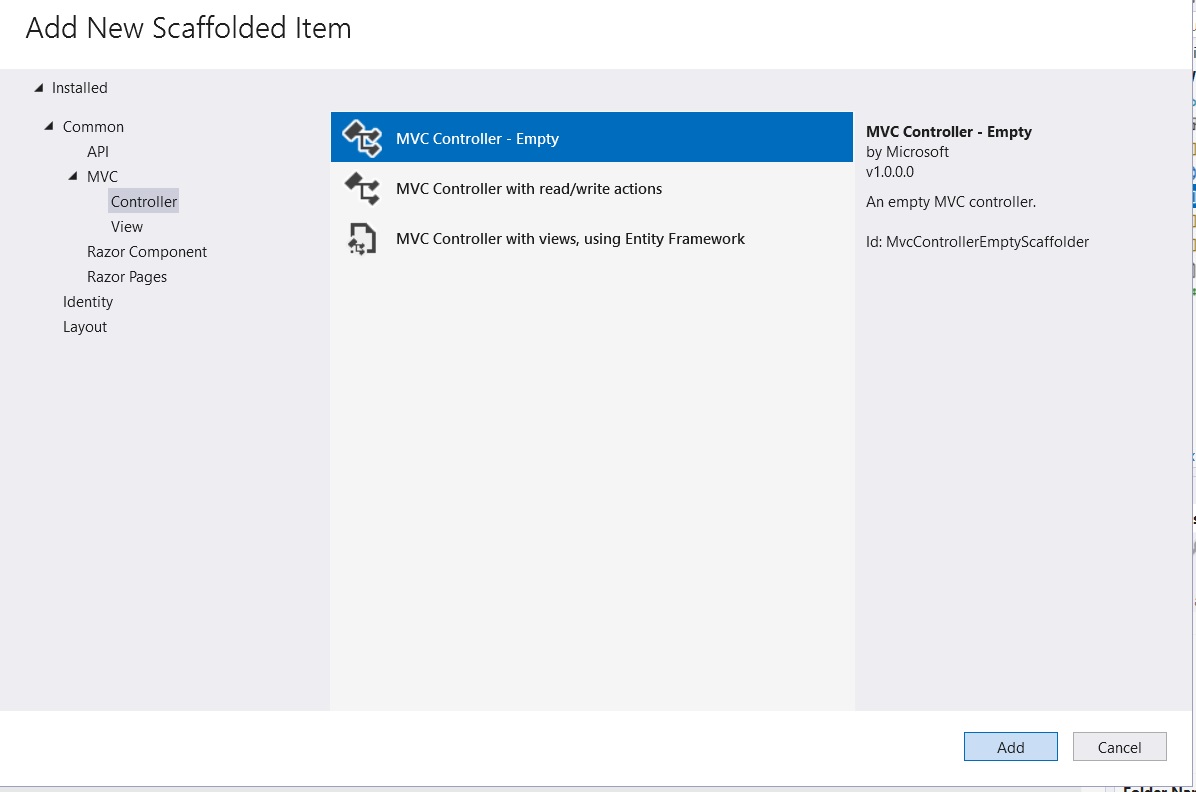 Add New Scaffolded Item
Installed
Common
API
MVC
Controller
View
Razor Component
Razor Pages
Identity
Layout
MVC Controller - Empty
MVC Controller with read/write actions
MVC Controller with views, using Entity Framework
MVC Controller - Empty
by Microsoft
v1.0.0.0
An empty MVC controller.
Id: MvcControllerEmptyScaffolder
Add
Cancel
Folder